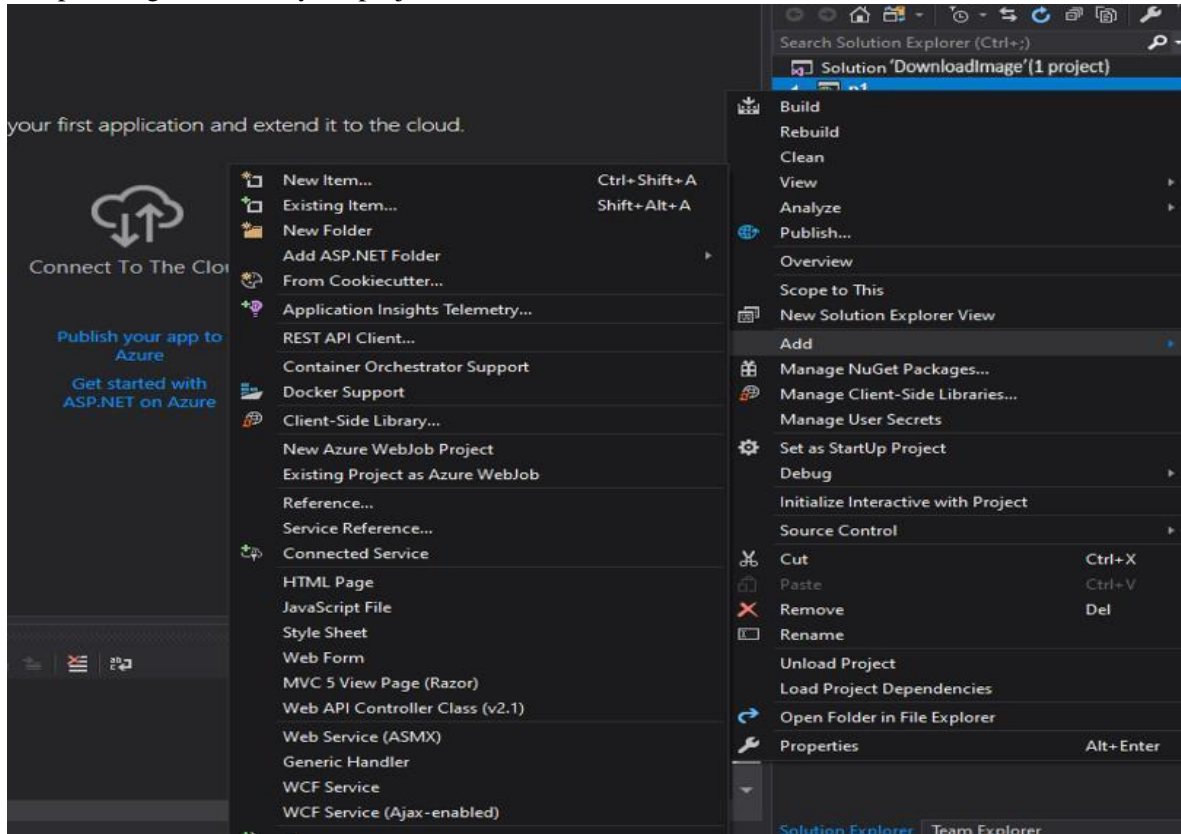 Search Solution Explorer (Ctrl+;)
Solution 'DownloadImage' (1 project)
your first application and extend it to the cloud.
Connect To The Clou
Publish your app to
Azure
Get started with
ASP.NET on Azure
New Item... Ctrl+Shift+A
Existing Item... Shift+Alt+A
New Folder
Add ASP.NET Folder
From Cookiecutter...
Application Insights Telemetry...
REST API Client...
Container Orchestrator Support
Docker Support
Client-Side Library...
New Azure WebJob Project
Existing Project as Azure WebJob
Reference...
Service Reference...
Connected Service
HTML Page
JavaScript File
Style Sheet
Web Form
MVC 5 View Page (Razor)
Web API Controller Class (v2.1)
Web Service (ASMX)
Generic Handler
WCF Service
WCF Service (Ajax-enabled)
Build
Rebuild
Clean
View
Analyze
Publish...
Overview
Scope to This
New Solution Explorer View
Add
Manage NuGet Packages...
Manage Client-Side Libraries...
Manage User Secrets
Set as StartUp Project
Debug
Initialize Interactive with Project
Source Control
Cut Ctrl+X
Paste Ctrl+V
Remove Del
Rename
Unload Project
Load Project Dependencies
Open Folder in File Explorer
Properties Alt+Enter
Solution Explorer Team Explorer